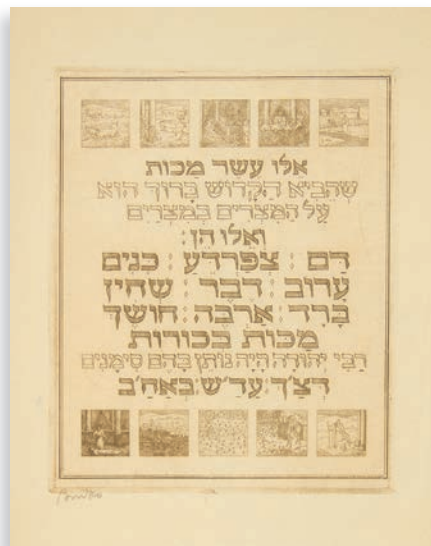 אלו עשר מכות
שהביא הקדוש ברוך הוא
על המצרים במצרים
ואלו הן:
דם : צפרדע : כנים
ערוב : דבר : שחין
ברד : ארבה : חושך
מכות בכורות
רבי יהודה היה נותן בהם סימנים
דצ"ך : עד"ש : באח"ב